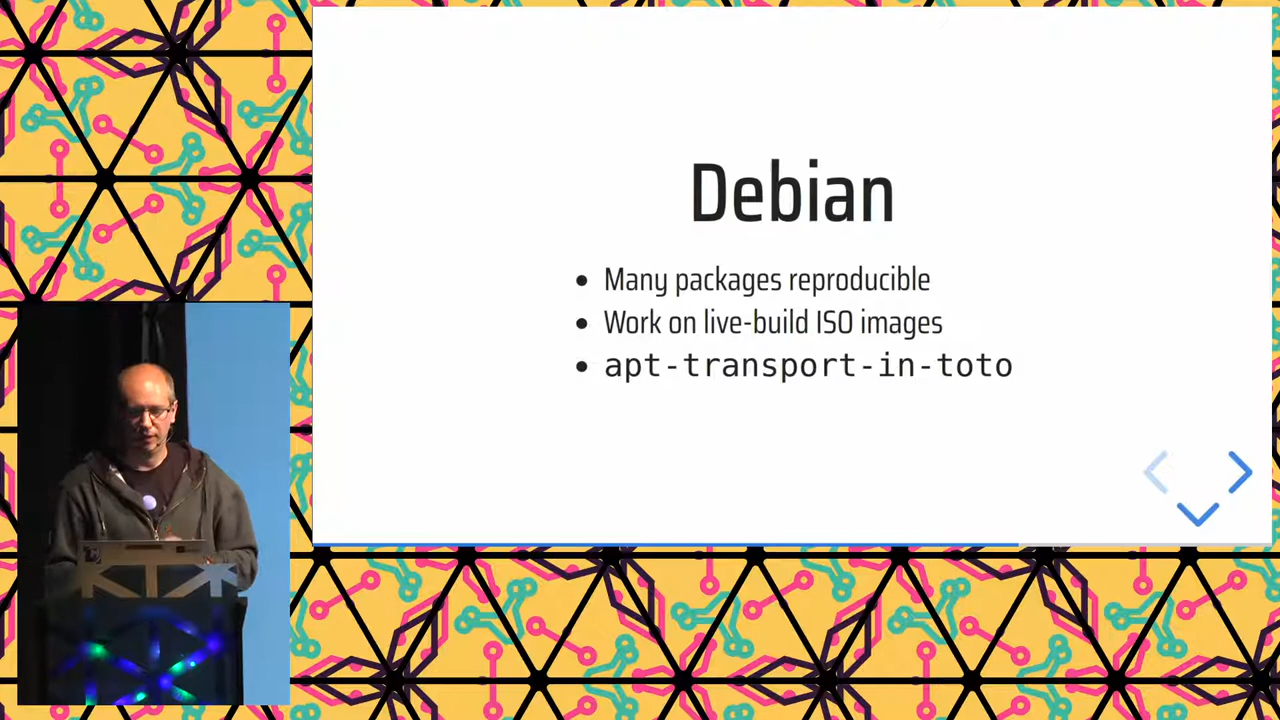 Debian
Many packages reproducible
Work on live-build ISO images
apt-transport-in-toto